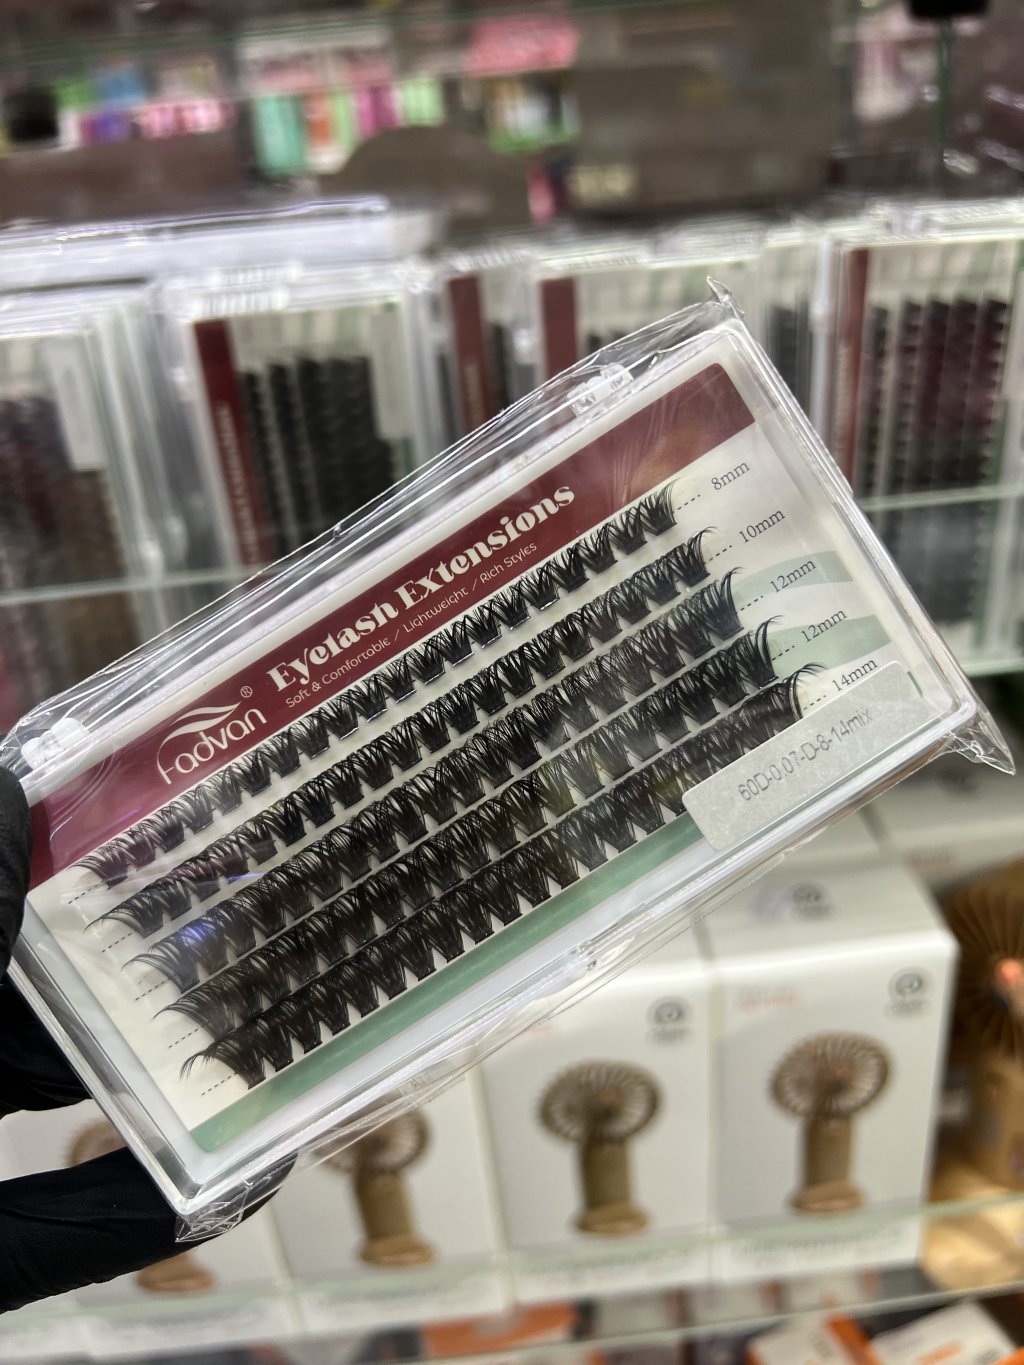 Fadvan®
Eyelash Extensions
Soft & Comfortable / Lightweight / Rich Styles
8mm
10mm
12mm
12mm
14mm
60D-0.07-D-8-14mix